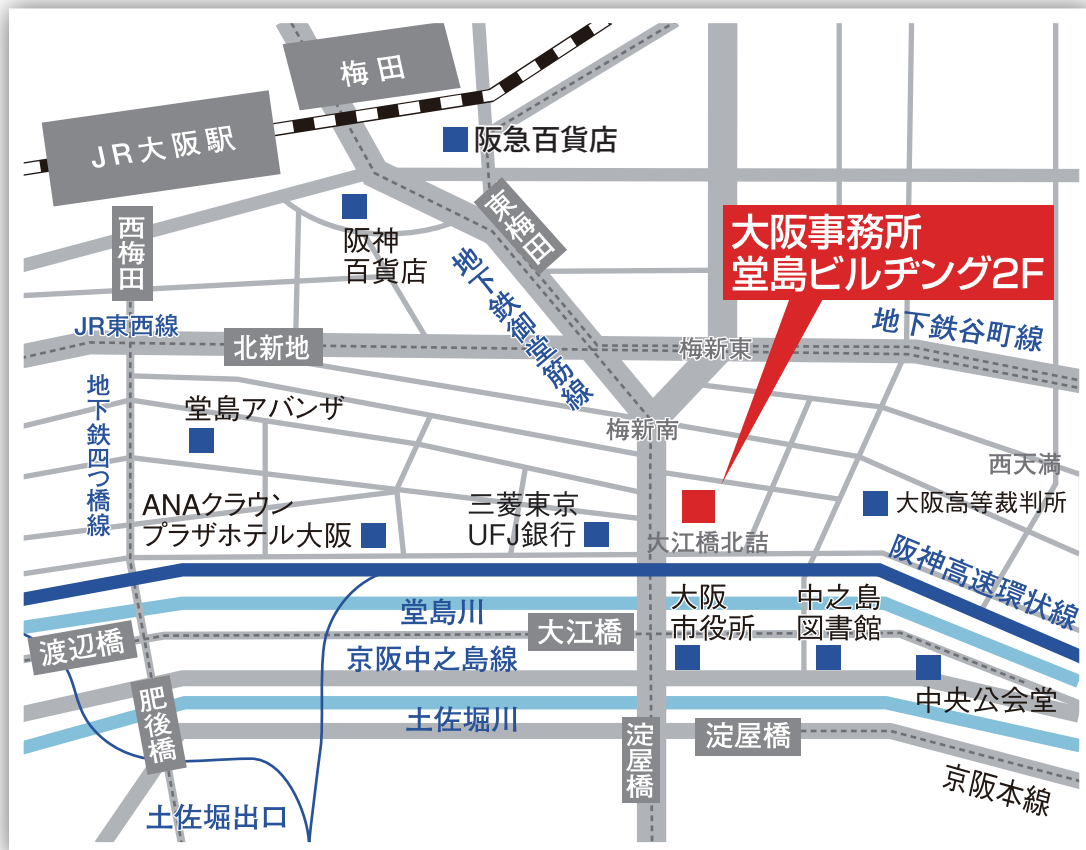 梅田
JR大阪駅
阪急百貨店
東梅田
西梅田
阪神
百貨店
大阪事務所
堂島ビルヂング2F
地下鉄御堂筋線
JR東西線
北新地
梅新東
地下鉄谷町線
地下鉄四つ橋線
堂島アバンザ
梅新南
西天満
ANAクラウン
プラザホテル大阪
三菱東京
UFJ銀行
大江橋北詰
大阪高等裁判所
阪神高速環状線
堂島川
大阪
市役所
中之島
図書館
渡辺橋
大江橋
京阪中之島線
中央公会堂
肥後橋
土佐堀川
淀屋橋
淀屋橋
京阪本線
土佐堀出口